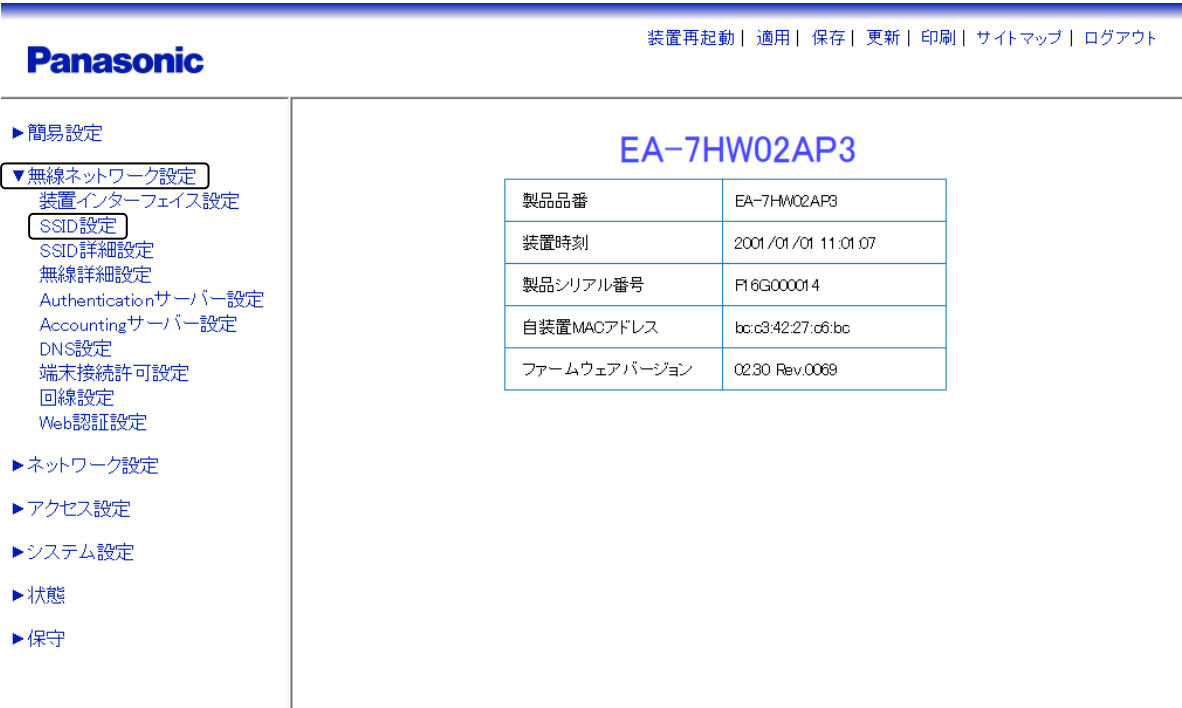 装置再起動| 適用| 保存| 更新| 印刷| サイトマップ| ログアウト
Panasonic
▶簡易設定
▼無線ネットワーク設定
装置インターフェイス設定
SSID設定
SSID詳細設定
無線詳細設定
Authenticationサーバー設定
Accountingサーバー設定
DNS設定
端末接続許可設定
回線設定
Web認証設定
▶ネットワーク設定
▶アクセス設定
▶システム設定
▶状態
▶保守
EA-7HW02AP3
製品品番 EA-7HW02AP3
装置時刻 2001/01/01 11:01:07
製品シリアル番号 F16G000014
自装置MACアドレス bc:c3:42:27:c6:bc
ファームウェアバージョン 02.30 Rev.0069